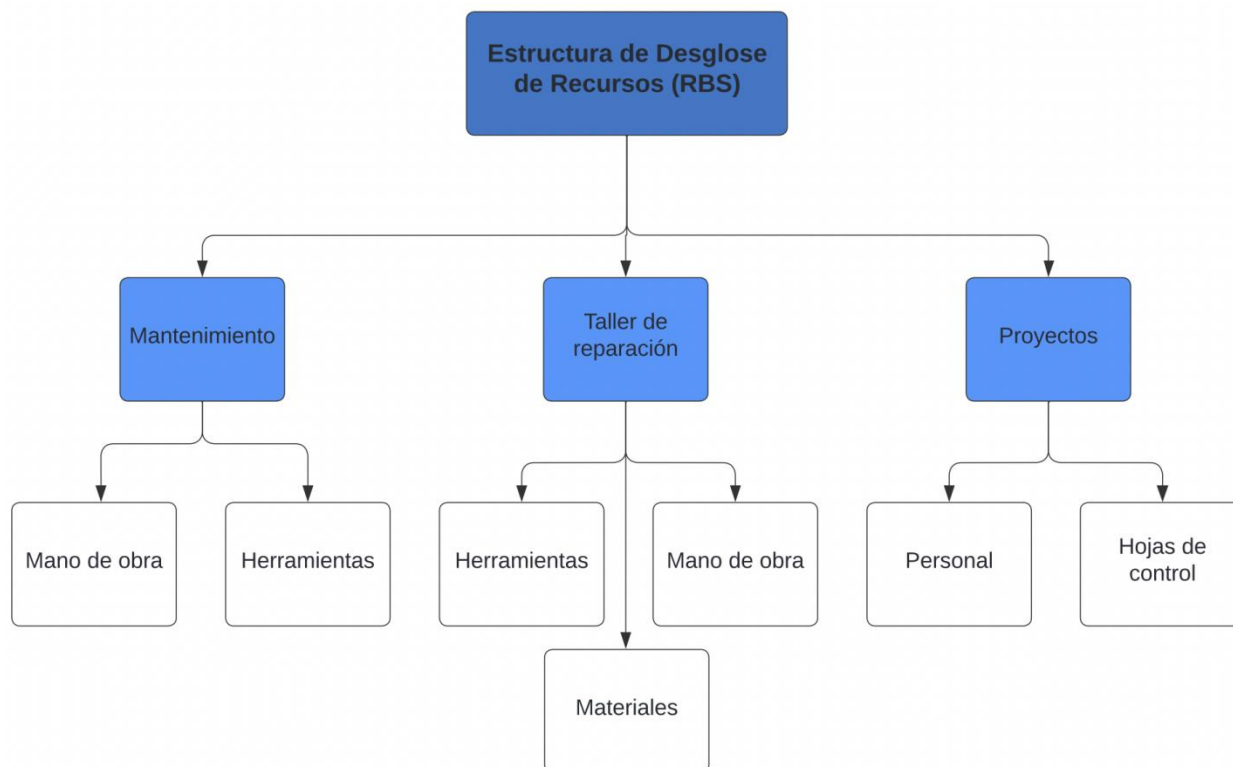 Estructura de Desglose
de Recursos (RBS)
Mantenimiento
Taller de
reparación
Proyectos
Mano de obra
Herramientas
Herramientas
Mano de obra
Personal
Hojas de
control
Materiales